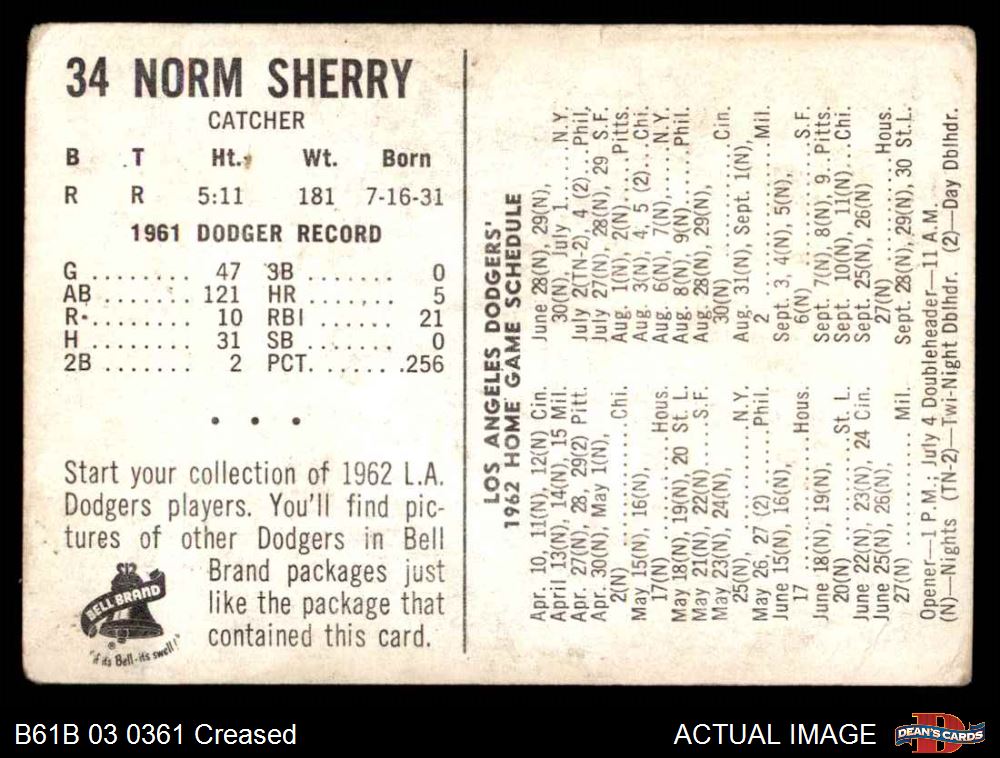 34 NORM SHERRY
CATCHER
B T Ht. Wt. Born
R R 5:11 181 7-16-31
1961 DODGER RECORD
G ........ 47 3B ....... 0
AB ....... 121 HR ....... 5
R ........ 10 RBI ...... 21
H ........ 31 SB ....... 0
2B ....... 2 PCT. ...... .256
• • •
Start your collection of 1962 L.A.
Dodgers players. You'll find pic-
tures of other Dodgers in Bell
Brand packages just
like the package that
contained this card.
BELL BRAND
"if its Bell-its swell!"
LOS ANGELES DODGERS'
1962 HOME GAME SCHEDULE
Apr. 10, 11(N), 12(N) Cin.
April 13(N), 14(N), 15 Mil.
Apr. 27(N), 28, 29(2) Pitt.
Apr. 30(N), May 1(N),
2(N) ............ Chi.
May 15(N), 16(N),
17(N) .......... Hous.
May 18(N), 19(N), 20 St. L.
May 21(N), 22(N) .. S.F.
May 23(N), 24(N),
25(N), .......... N.Y.
May 26, 27 (2) .... Phil.
June 15(N), 16(N),
17 ............ Hous.
June 18(N), 19(N),
20(N) ......... St. L.
June 22(N), 23(N), 24 Cin.
June 25(N), 26(N),
27(N) .......... Mil.
June 28(N), 29(N),
30(N), July 1. .... N.Y.
July 2(TN-2), 4 (2), Phil,
July 27(N), 28(N), 29 S.F.
Aug. 1(N), 2(N) .... Pitts.
Aug. 3(N), 4, 5 (2) ... Chi.
Aug. 6(N), 7(N) .... N.Y.
Aug. 8(N), 9(N) .... Phil.
Aug. 28(N), 29(N),
30(N) ........... Cin.
Aug. 31(N), Sept. 1(N),
2 .............. Mil.
Sept. 3, 4(N), 5(N),
6(N) ............ S.F.
Sept. 7(N), 8(N), 9. Pitts.
Sept. 10(N), 11(N) ... Chi
Sept. 25(N), 26(N)
27(N) .......... Hous.
Sept. 28(N), 29(N), 30 St.L.
Opener—1 P.M.; July 4 Doubleheader—11 A.M.
(N)—Nights (TN-2)—Twi-Night Dblhdr. (2)—Day Dblhdr.
B61B 03 0361 Creased
ACTUAL IMAGE
DEAN'S CARDS